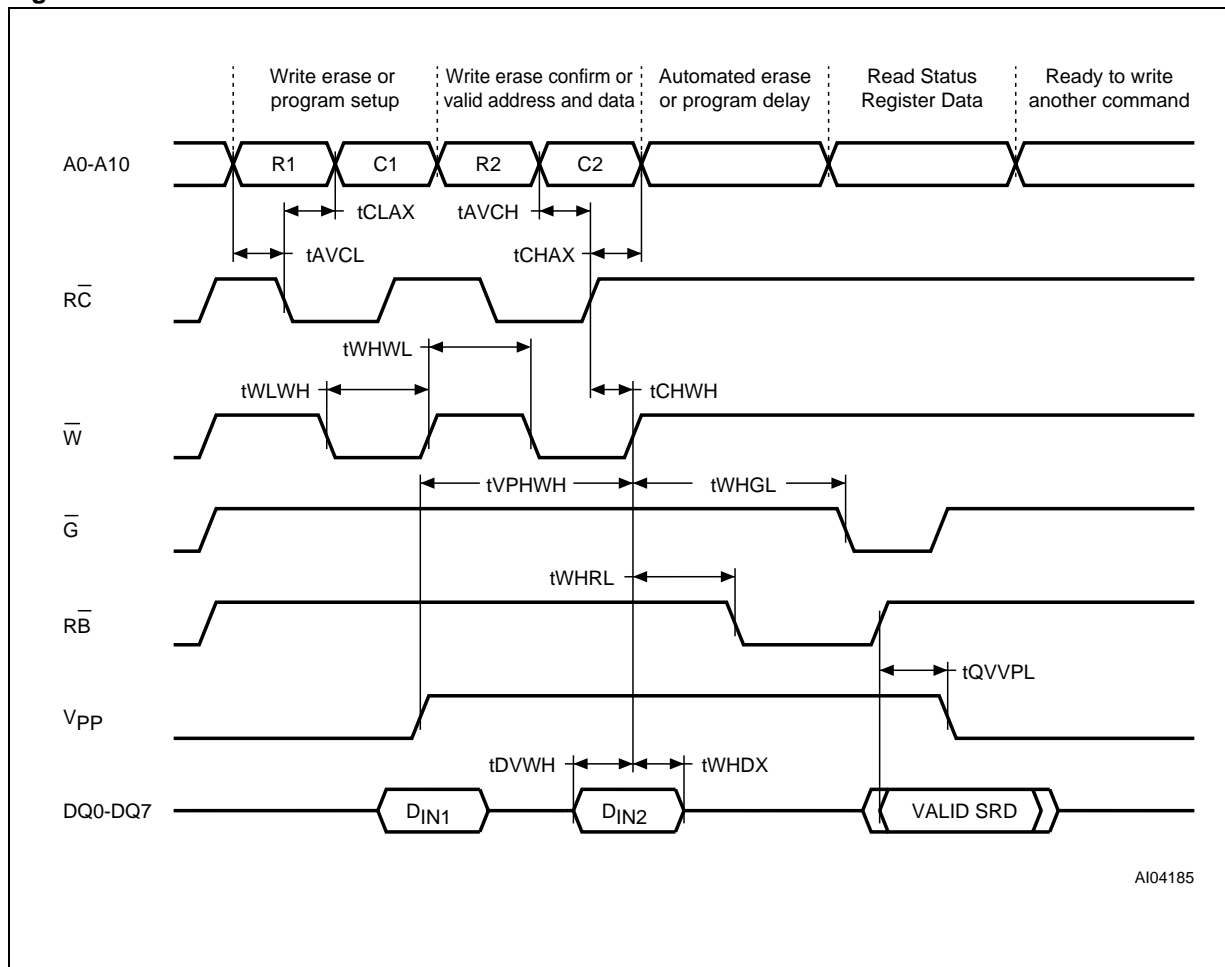 Write erase or
program setup
Write erase confirm or
valid address and data
Automated erase
or program delay
Read Status
Register Data
Ready to write
another command
A0-A10
R1
C1
R2
C2
tCLAX
tAVCH
tAVCL
tCHAX
RC̅
tWHWL
tWLWH
tCHWH
W̅
tVPHWH
tWHGL
G̅
tWHRL
RB̅
tQVVPL
VPP
tDVWH
tWHDX
DQ0-DQ7
DIN1
DIN2
VALID SRD
AI04185